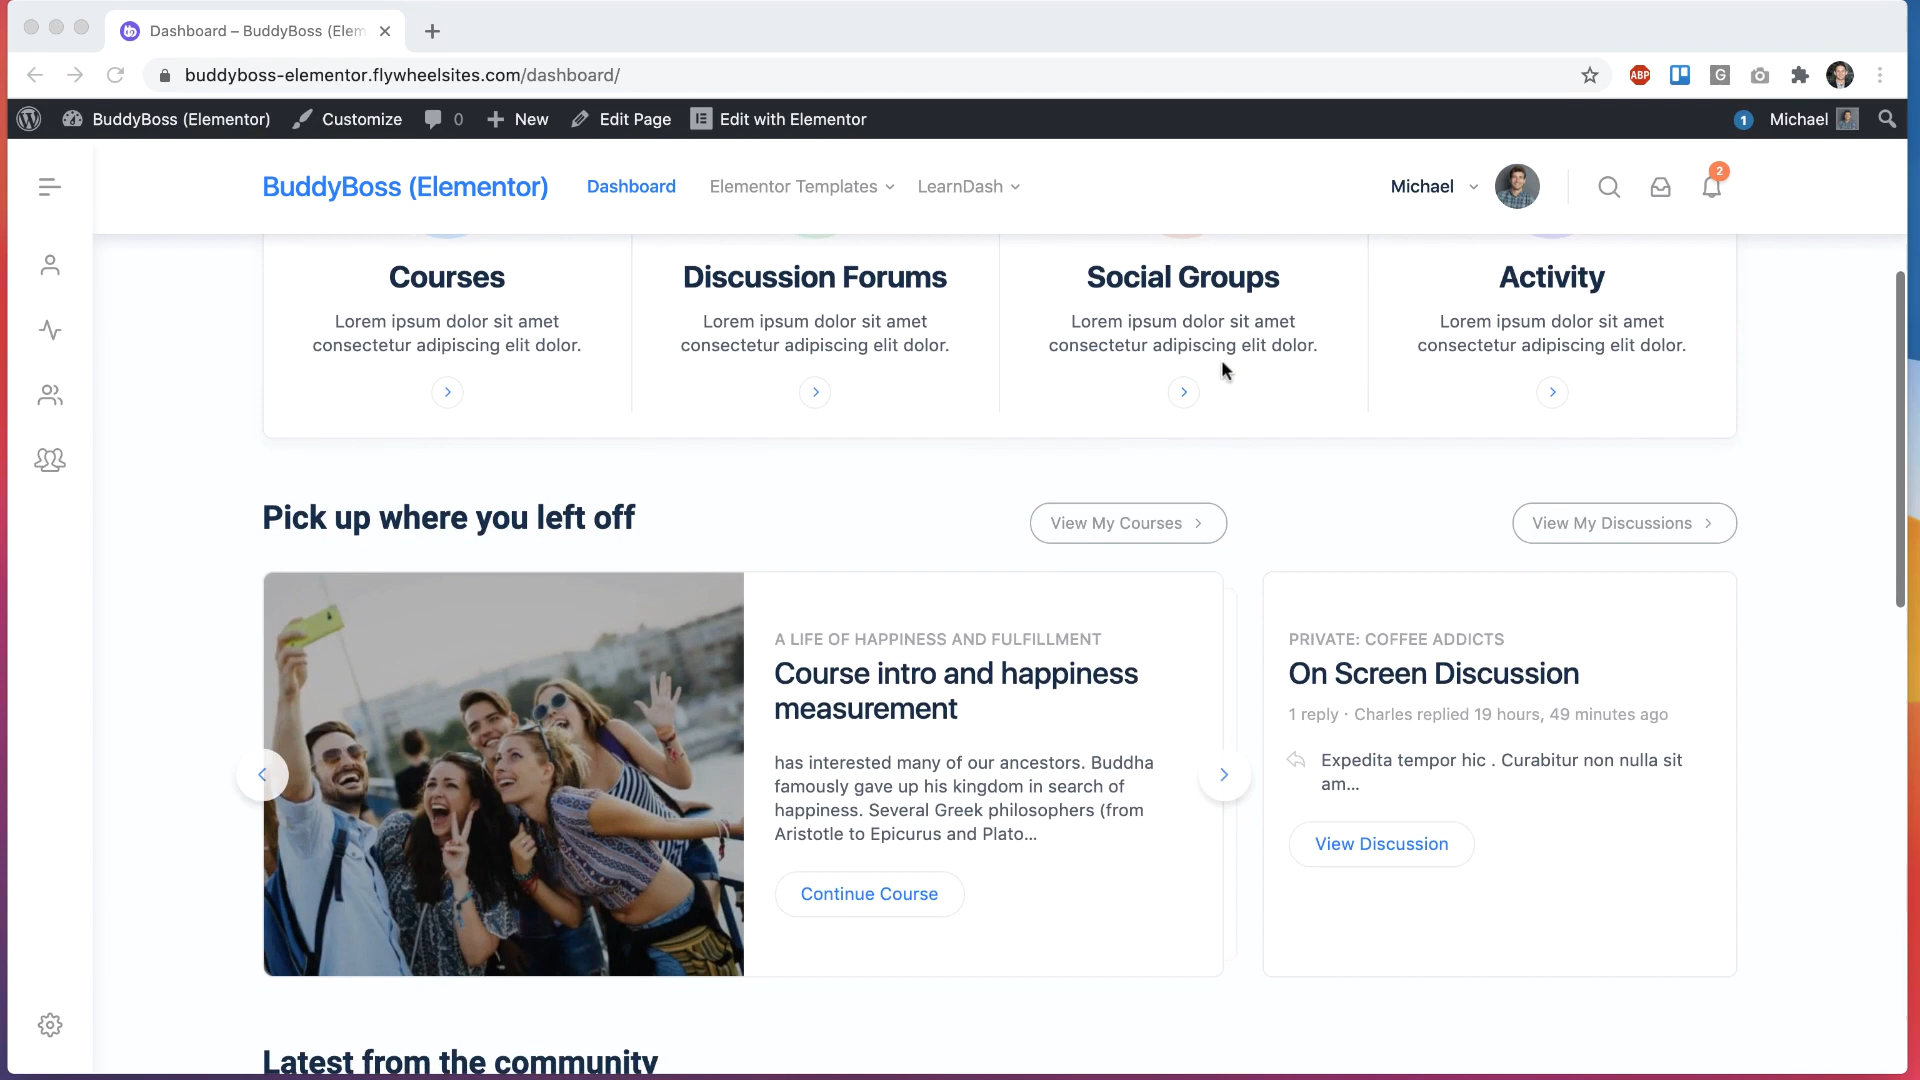 Dashboard – BuddyBoss (Elem
buddyboss-elementor.flywheelsites.com/dashboard/
ABP
G
BuddyBoss (Elementor)
Customize
0
New
Edit Page
Edit with Elementor
1
Michael
BuddyBoss (Elementor)
Dashboard
Elementor Templates
LearnDash
Michael
2
Courses
Lorem ipsum dolor sit amet
consectetur adipiscing elit dolor.
Discussion Forums
Lorem ipsum dolor sit amet
consectetur adipiscing elit dolor.
Social Groups
Lorem ipsum dolor sit amet
consectetur adipiscing elit dolor.
Activity
Lorem ipsum dolor sit amet
consectetur adipiscing elit dolor.
Pick up where you left off
View My Courses
View My Discussions
A LIFE OF HAPPINESS AND FULFILLMENT
Course intro and happiness
measurement
has interested many of our ancestors. Buddha
famously gave up his kingdom in search of
happiness. Several Greek philosophers (from
Aristotle to Epicurus and Plato...
Continue Course
PRIVATE: COFFEE ADDICTS
On Screen Discussion
1 reply · Charles replied 19 hours, 49 minutes ago
Expedita tempor hic . Curabitur non nulla sit
am...
View Discussion
Latest from the community